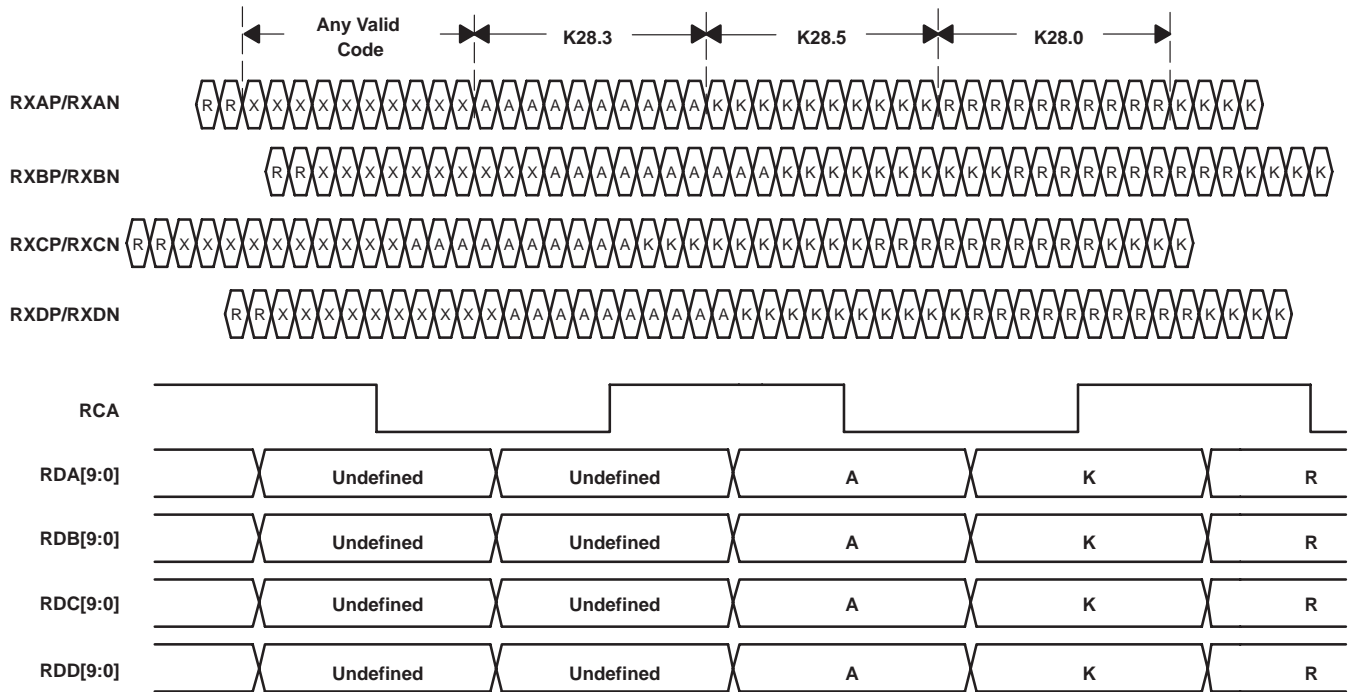 Any Valid
Code
K28.3
K28.5
K28.0
RXAP/RXAN
R R X X X X X X X X X X A A A A A A A A A A K K K K K K K K K K R R R R R R R R R R K K K K
RXBP/RXBN
R R X X X X X X X X X X A A A A A A A A A A K K K K K K K K K K R R R R R R R R R R K K K K
RXCP/RXCN
R R X X X X X X X X X X A A A A A A A A A A K K K K K K K K K K R R R R R R R R R R K K K K
RXDP/RXDN
R R X X X X X X X X X X A A A A A A A A A A K K K K K K K K K K R R R R R R R R R R K K K K
RCA
RDA[9:0] Undefined Undefined A K R
RDB[9:0] Undefined Undefined A K R
RDC[9:0] Undefined Undefined A K R
RDD[9:0] Undefined Undefined A K R